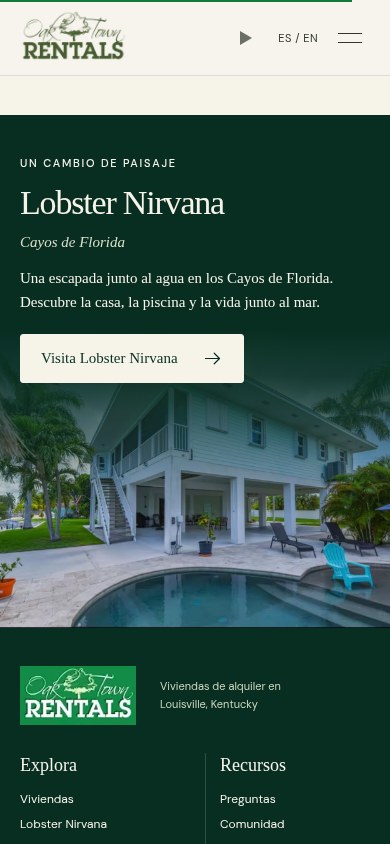 Oak Town
RENTALS
ES / EN
UN CAMBIO DE PAISAJE
Lobster Nirvana
Cayos de Florida
Una escapada junto al agua en los Cayos de Florida.
Descubre la casa, la piscina y la vida junto al mar.
Visita Lobster Nirvana
Oak Town
RENTALS
Viviendas de alquiler en
Louisville, Kentucky
Explora
Viviendas
Lobster Nirvana
Recursos
Preguntas
Comunidad